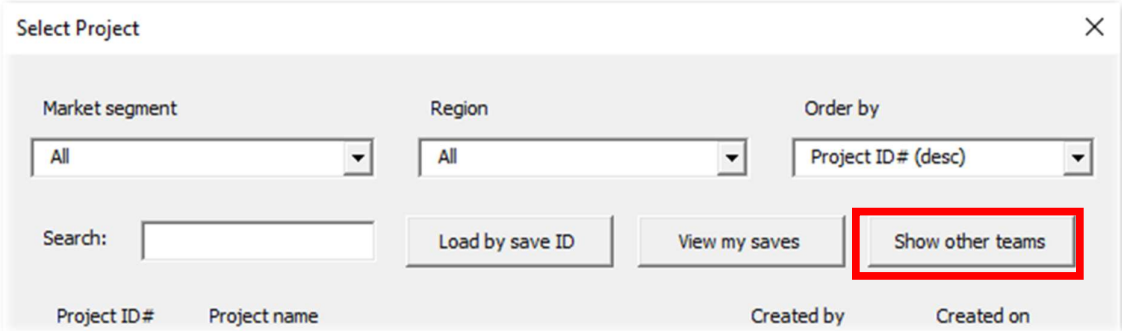 Select Project
Market segment Region Order by
All All Project ID# (desc)
Search: Load by save ID View my saves Show other teams
Project ID# Project name Created by Created on